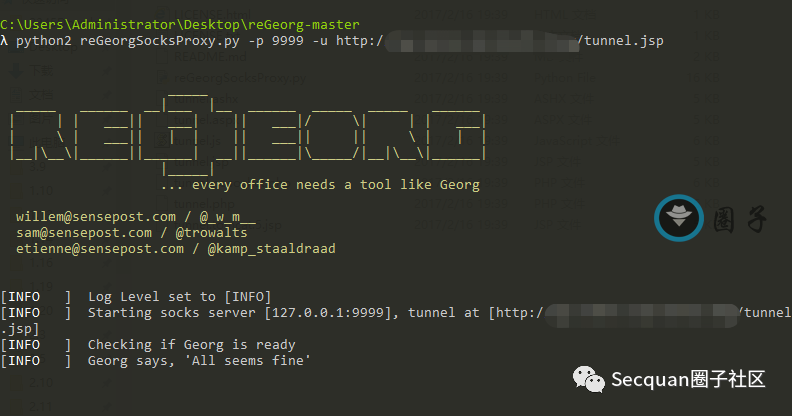 C:\Users\Administrator\Desktop\reGeorg-master
λ python2 reGeorgSocksProxy.py -p 9999 -u http:/ /tunnel.jsp
... every office needs a tool like Georg
willem@sensepost.com / @_w_m__
sam@sensepost.com / @trowalts
etienne@sensepost.com / @kamp_staaldraad
圈子
[INFO   ]  Log Level set to [INFO]
[INFO   ]  Starting socks server [127.0.0.1:9999], tunnel at [http:/ /tunnel
.jsp]
[INFO   ]  Checking if Georg is ready
[INFO   ]  Georg says, 'All seems fine'
Secquan圈子社区